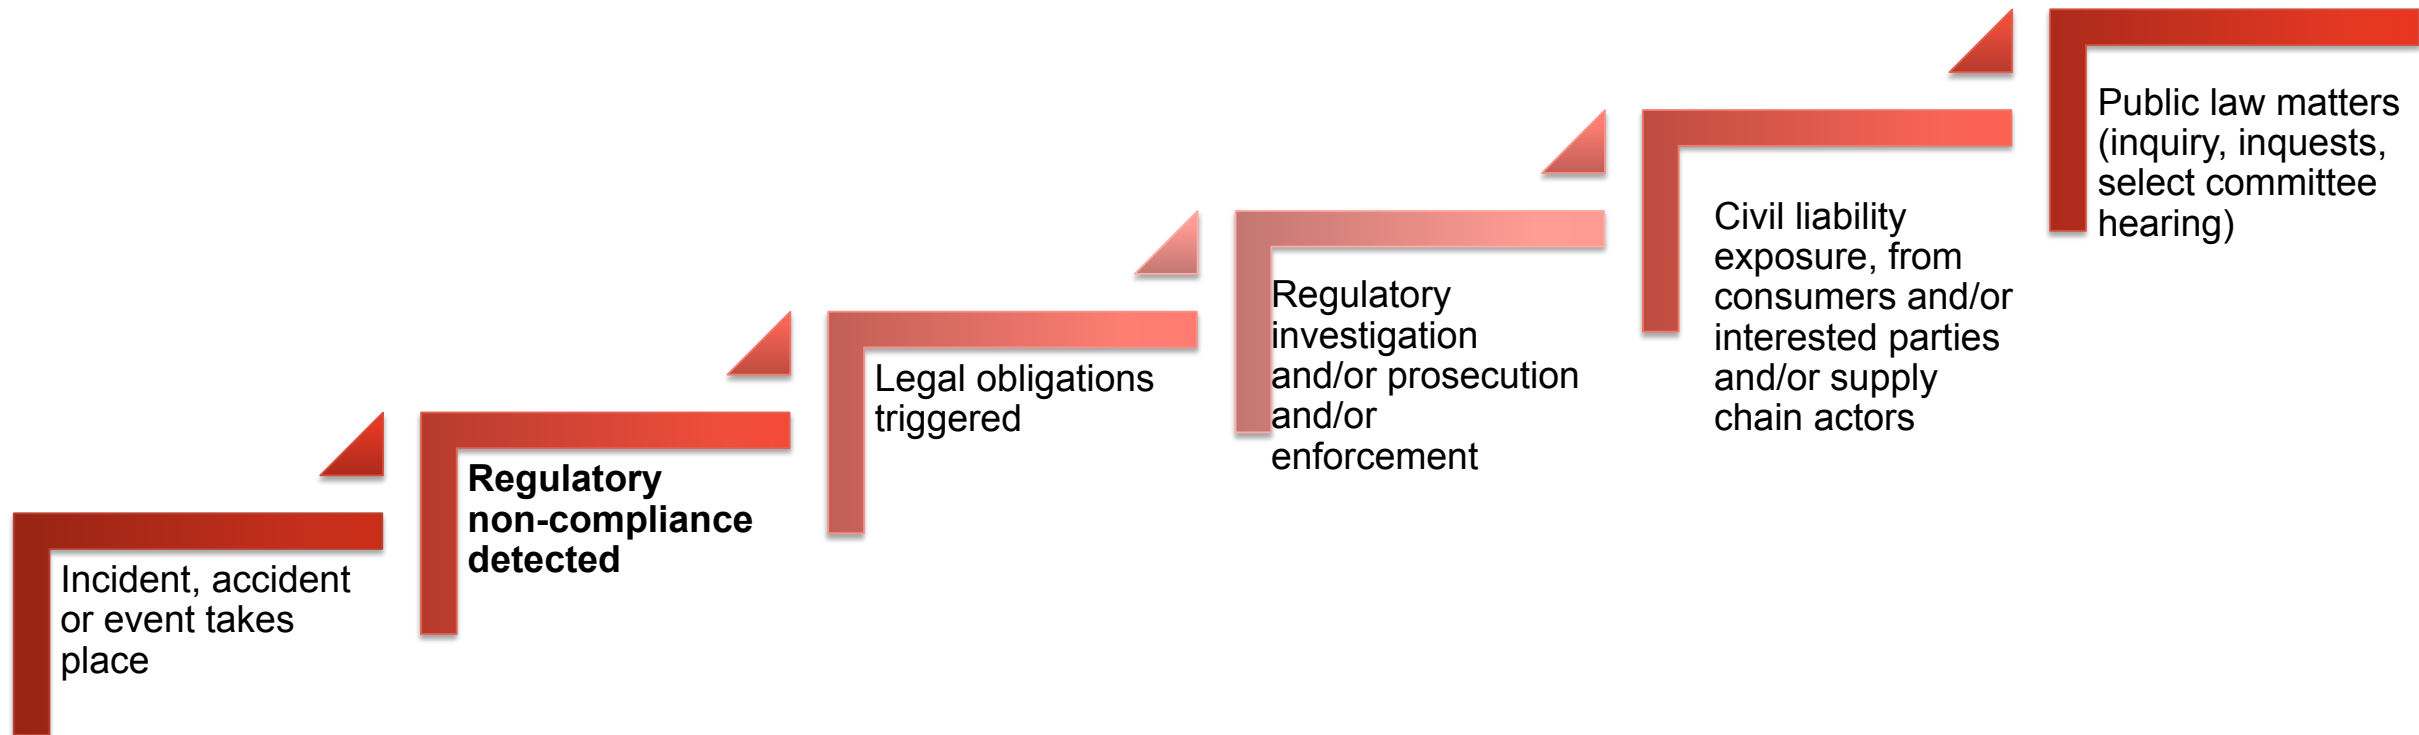 Incident, accident
or event takes
place
Regulatory
non-compliance
detected
Legal obligations
triggered
Regulatory
investigation
and/or prosecution
and/or
enforcement
Civil liability
exposure, from
consumers and/or
interested parties
and/or supply
chain actors
Public law matters
(inquiry, inquests,
select committee
hearing)